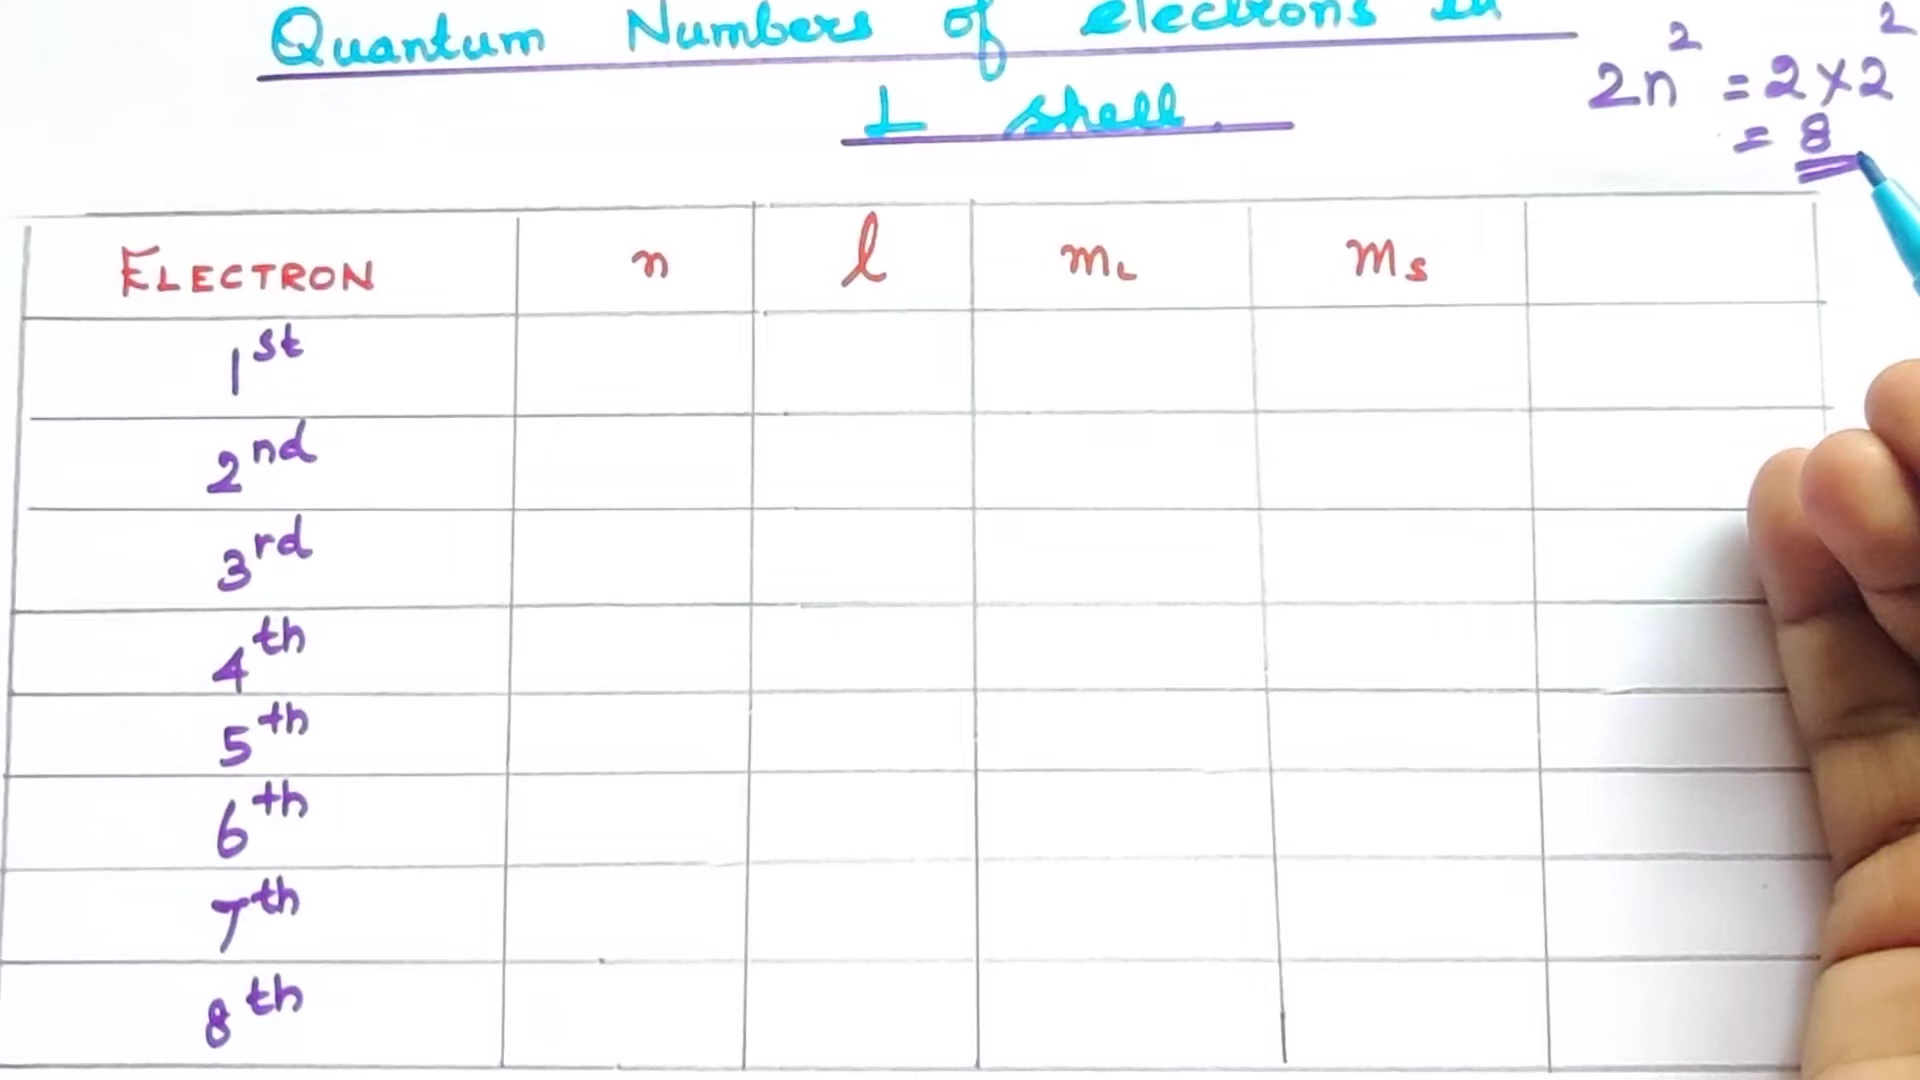 Quantum Numbers of electrons in
L shell
2n² = 2×2²
= 8
ELECTRON n l mL ms
1st
2nd
3rd
4th
5th
6th
7th
8th